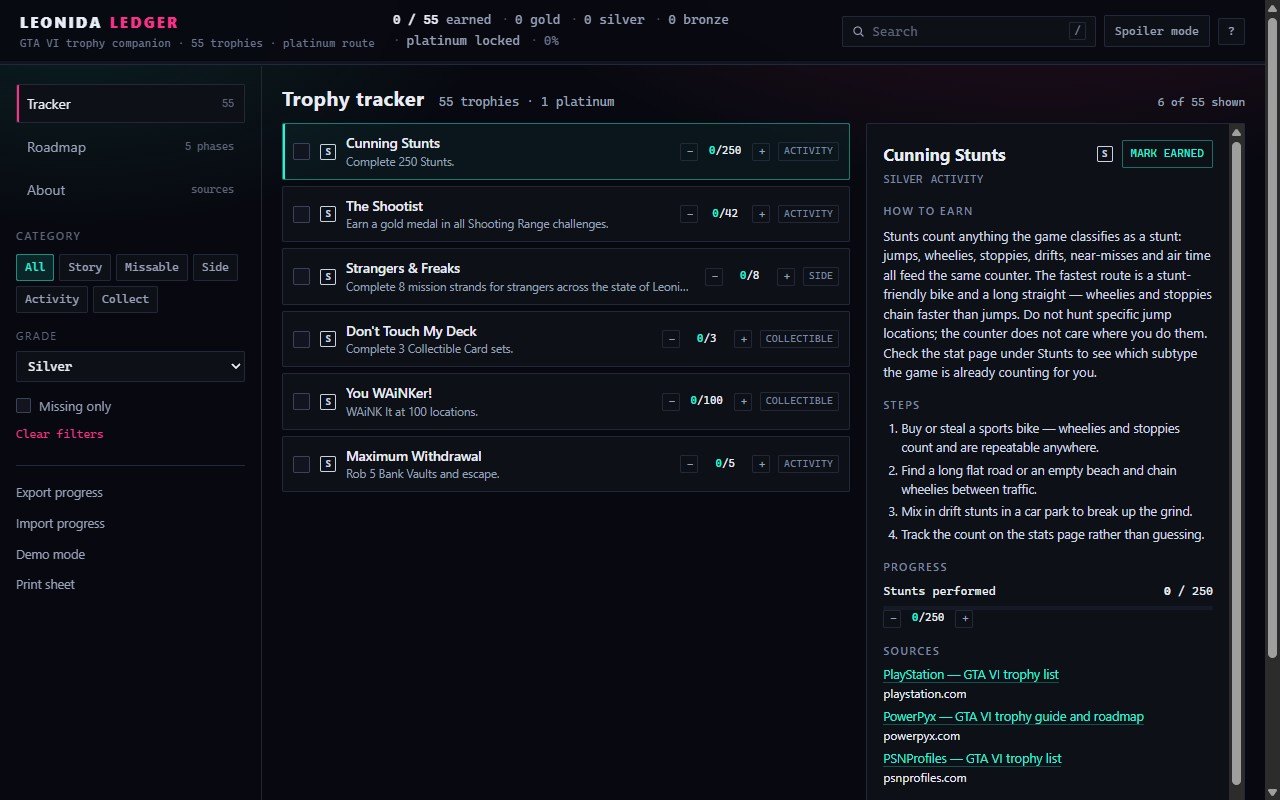 LEONIDA LEDGER
GTA VI trophy companion · 55 trophies · platinum route
0 / 55 earned · 0 gold · 0 silver · 0 bronze
· platinum locked · 0%
Search /
Spoiler mode
?
Tracker 55
Roadmap 5 phases
About sources
CATEGORY
All Story Missable Side
Activity Collect
GRADE
Silver
Missing only
Clear filters
Export progress
Import progress
Demo mode
Print sheet
Trophy tracker 55 trophies · 1 platinum
6 of 55 shown
S Cunning Stunts
Complete 250 Stunts.
− 0/250 + ACTIVITY
S The Shootist
Earn a gold medal in all Shooting Range challenges.
− 0/42 + ACTIVITY
S Strangers & Freaks
Complete 8 mission strands for strangers across the state of Leoni...
− 0/8 + SIDE
S Don't Touch My Deck
Complete 3 Collectible Card sets.
− 0/3 + COLLECTIBLE
S You WAiNKer!
WAiNK It at 100 locations.
− 0/100 + COLLECTIBLE
S Maximum Withdrawal
Rob 5 Bank Vaults and escape.
− 0/5 + ACTIVITY
Cunning Stunts S MARK EARNED
SILVER ACTIVITY
HOW TO EARN
Stunts count anything the game classifies as a stunt:
jumps, wheelies, stoppies, drifts, near-misses and air time
all feed the same counter. The fastest route is a stunt-
friendly bike and a long straight — wheelies and stoppies
chain faster than jumps. Do not hunt specific jump
locations; the counter does not care where you do them.
Check the stat page under Stunts to see which subtype
the game is already counting for you.
STEPS
1. Buy or steal a sports bike — wheelies and stoppies
count and are repeatable anywhere.
2. Find a long flat road or an empty beach and chain
wheelies between traffic.
3. Mix in drift stunts in a car park to break up the grind.
4. Track the count on the stats page rather than guessing.
PROGRESS
Stunts performed 0 / 250
− 0/250 +
SOURCES
PlayStation — GTA VI trophy list
playstation.com
PowerPyx — GTA VI trophy guide and roadmap
powerpyx.com
PSNProfiles — GTA VI trophy list
psnprofiles.com